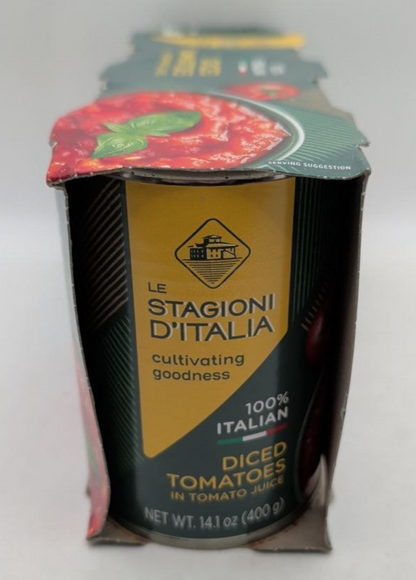 SERVING SUGGESTION
LE
STAGIONI
D'ITALIA
cultivating
goodness
100%
ITALIAN
DICED
TOMATOES
IN TOMATO JUICE
NET WT. 14.1 oz (400 g)